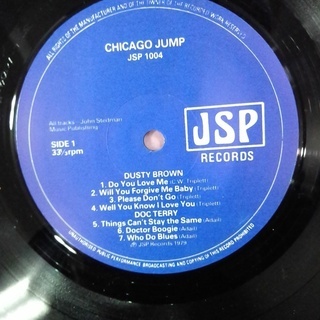 ALL RIGHTS OF THE MANUFACTURER AND OF THE OWNER OF THE RECORDED WORK RESERVED
CHICAGO JUMP
JSP 1004
All tracks - John Stedman
Music Publishing
SIDE 1
33⅓rpm
JSP
RECORDS
DUSTY BROWN
1. Do You Love Me (C.W. Triplett)
2. Will You Forgive Me Baby (Triplett)
3. Please Don't Go (Triplett)
4. Well You Know I Love You (Triplett)
DOC TERRY
5. Things Can't Stay the Same (Adail)
6. Doctor Boogie (Adail)
7. Who Do Blues (Adail)
℗ JSP Records 1979
UNAUTHORISED PUBLIC PERFORMANCE BROADCASTING AND COPYING OF THIS RECORD PROHIBITED